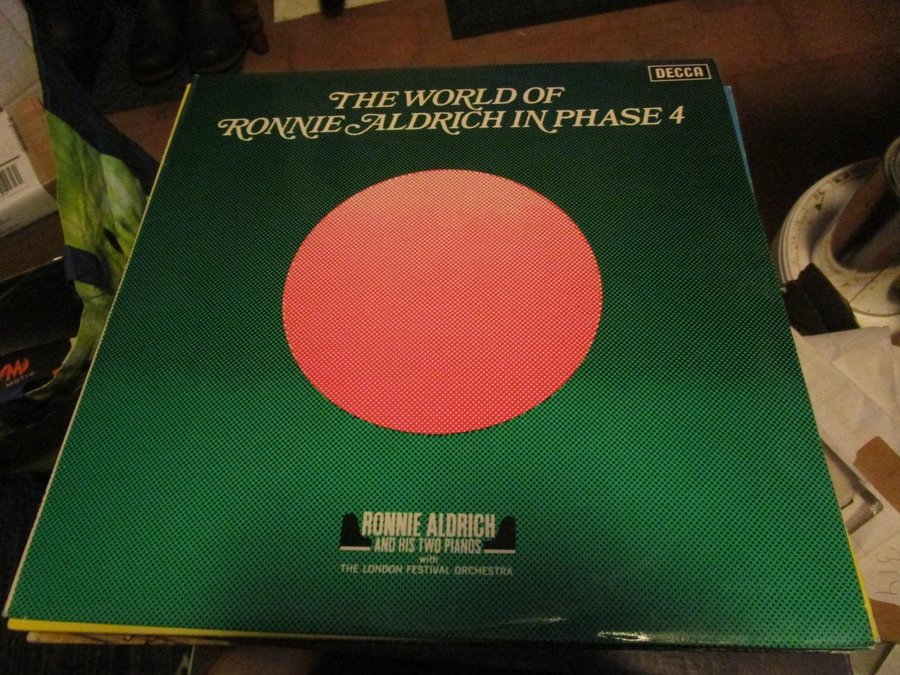 DECCA
THE WORLD OF
RONNIE ALDRICH IN PHASE 4
RONNIE ALDRICH
AND HIS TWO PIANOS
with
THE LONDON FESTIVAL ORCHESTRA